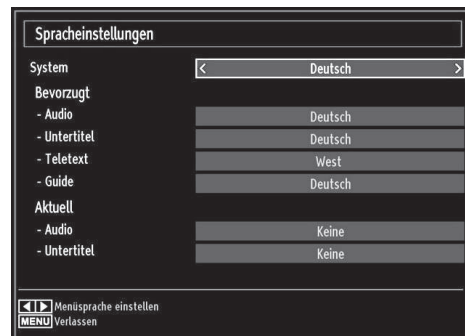 Spracheinstellungen
System < Deutsch >
Bevorzugt
- Audio Deutsch
- Untertitel Deutsch
- Teletext West
- Guide Deutsch
Aktuell
- Audio Keine
- Untertitel Keine
Menüsprache einstellen
MENU Verlassen